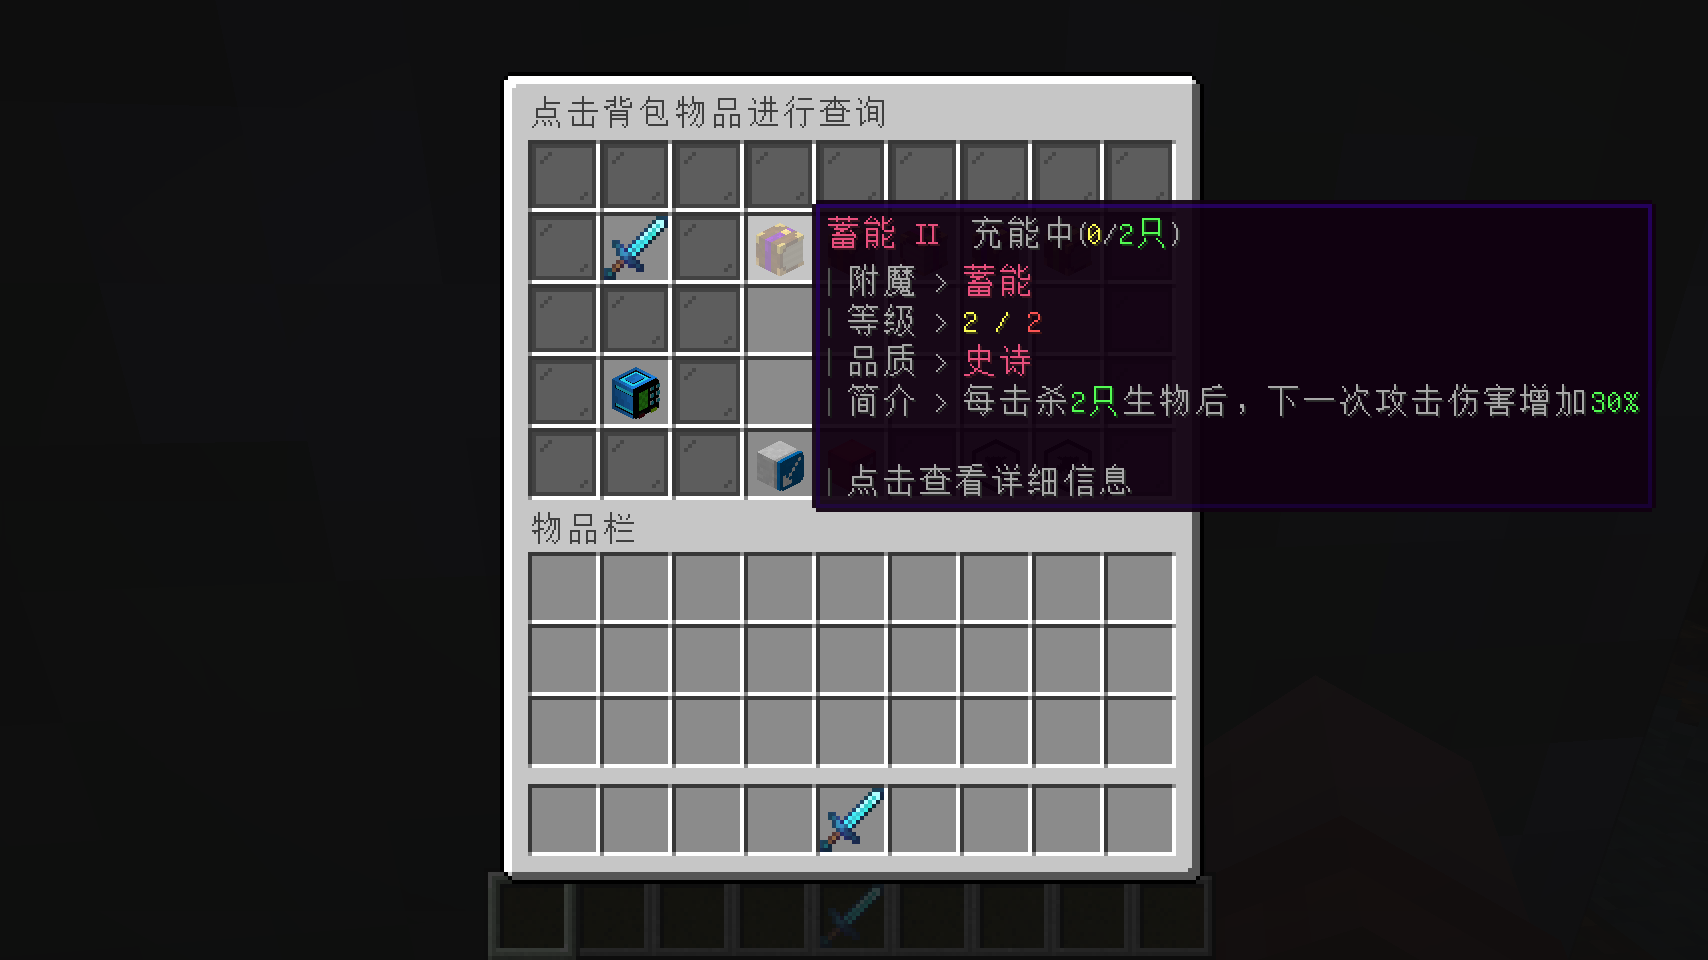 点击背包物品进行查询
蓄能 II 充能中(0/2只)
| 附魔 > 蓄能
| 等级 > 2 / 2
| 品质 > 史诗
| 简介 > 每击杀2只生物后，下一次攻击伤害增加30%
| 点击查看详细信息
物品栏